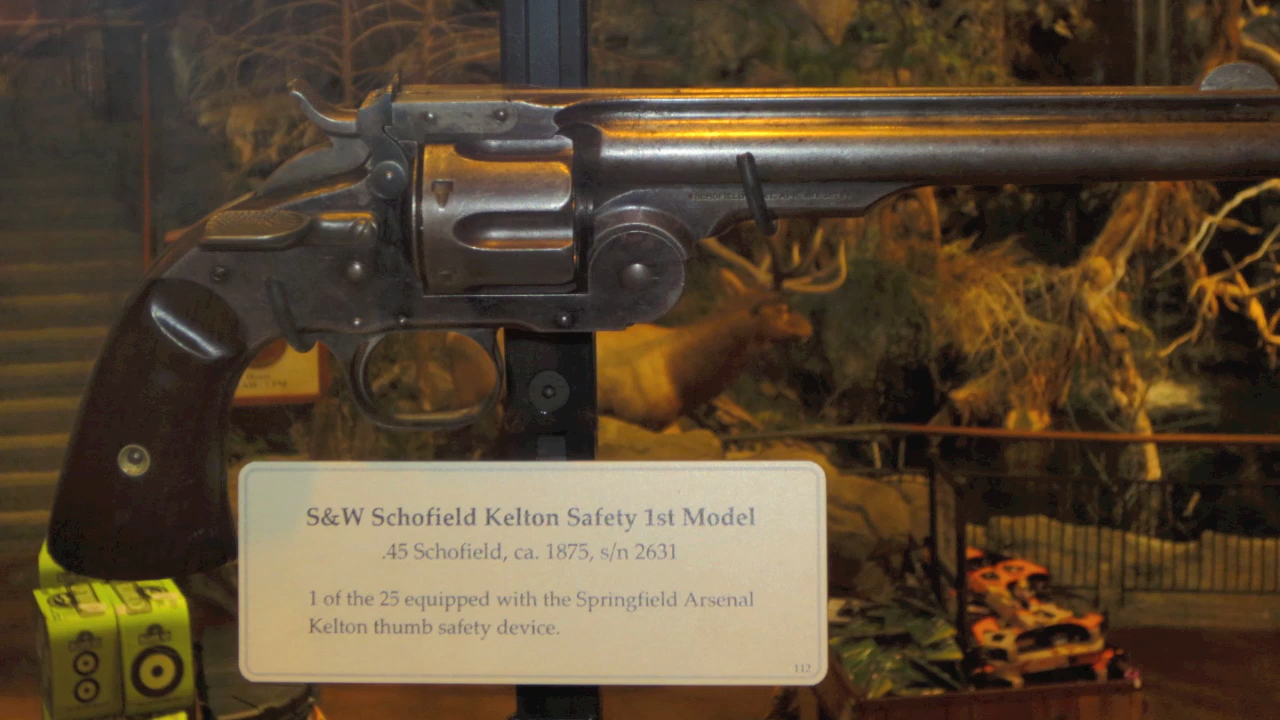 SCHOFIELD
S&W Schofield Kelton Safety 1st Model
.45 Schofield, ca. 1875, s/n 2631
1 of the 25 equipped with the Springfield Arsenal
Kelton thumb safety device.
112